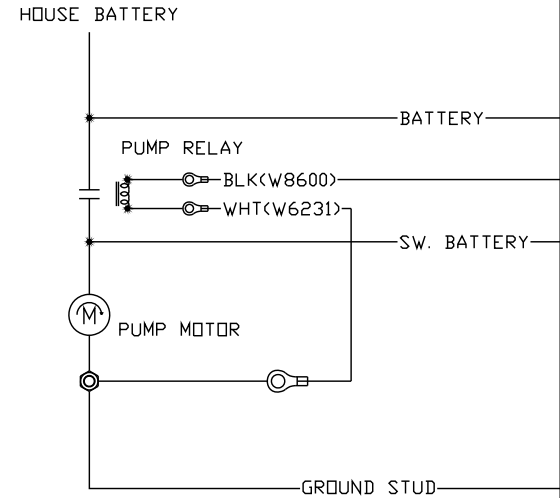 HOUSE BATTERY
BATTERY
PUMP RELAY
BLK(W8600)
WHT(W6231)
SW. BATTERY
M
PUMP MOTOR
GROUND STUD